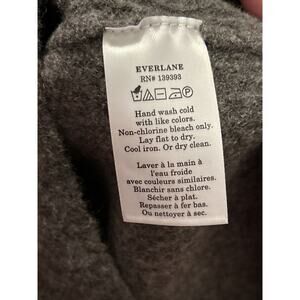 EVERLANE
RN# 139393
Hand wash cold
with like colors.
Non-chlorine bleach only.
Lay flat to dry.
Cool iron. Or dry clean.
Laver à la main à
l'eau froide
avec couleurs similaires.
Blanchir sans chlore.
Sécher à plat.
Repasser à fer bas.
Ou nettoyer à sec.